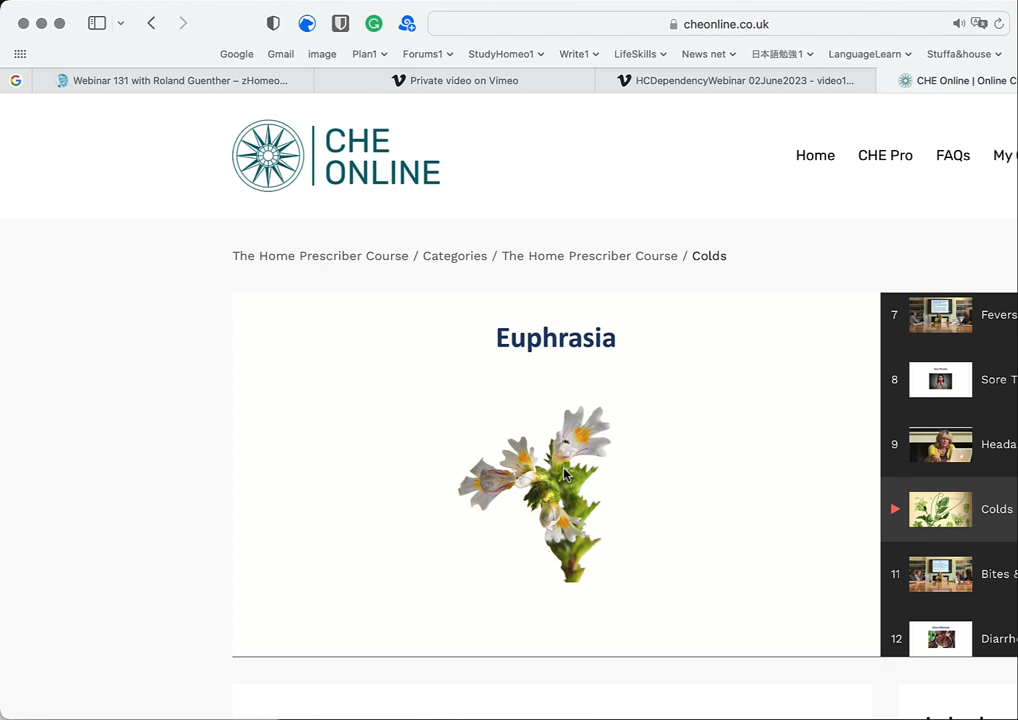 cheonline.co.uk
Google Gmail image Plan1 Forums1 StudyHomeo1 Write1 LifeSkills News net 日本語勉強1 LanguageLearn Stuffa&house
G Webinar 131 with Roland Guenther – zHomeo... Private video on Vimeo HCDependencyWebinar 02June2023 - video1... CHE Online | Online C
CHE
ONLINE
Home CHE Pro FAQs My
The Home Prescriber Course / Categories / The Home Prescriber Course / Colds
Euphrasia
7 Fevers
8 Sore T
9 Heada
Colds
11 Bites &
12 Diarrh